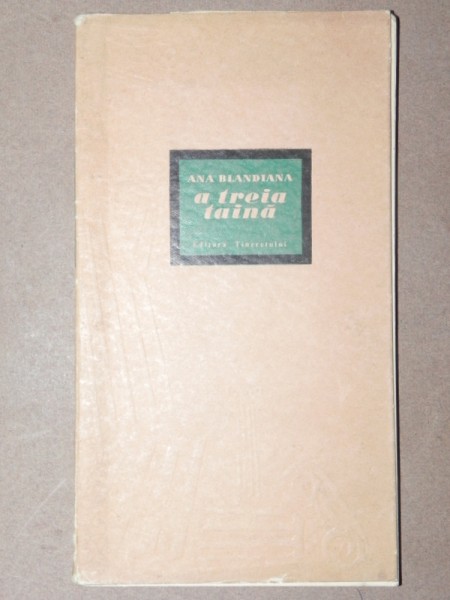 ANA BLANDIANA
a treia
taină
Editura Tineretului